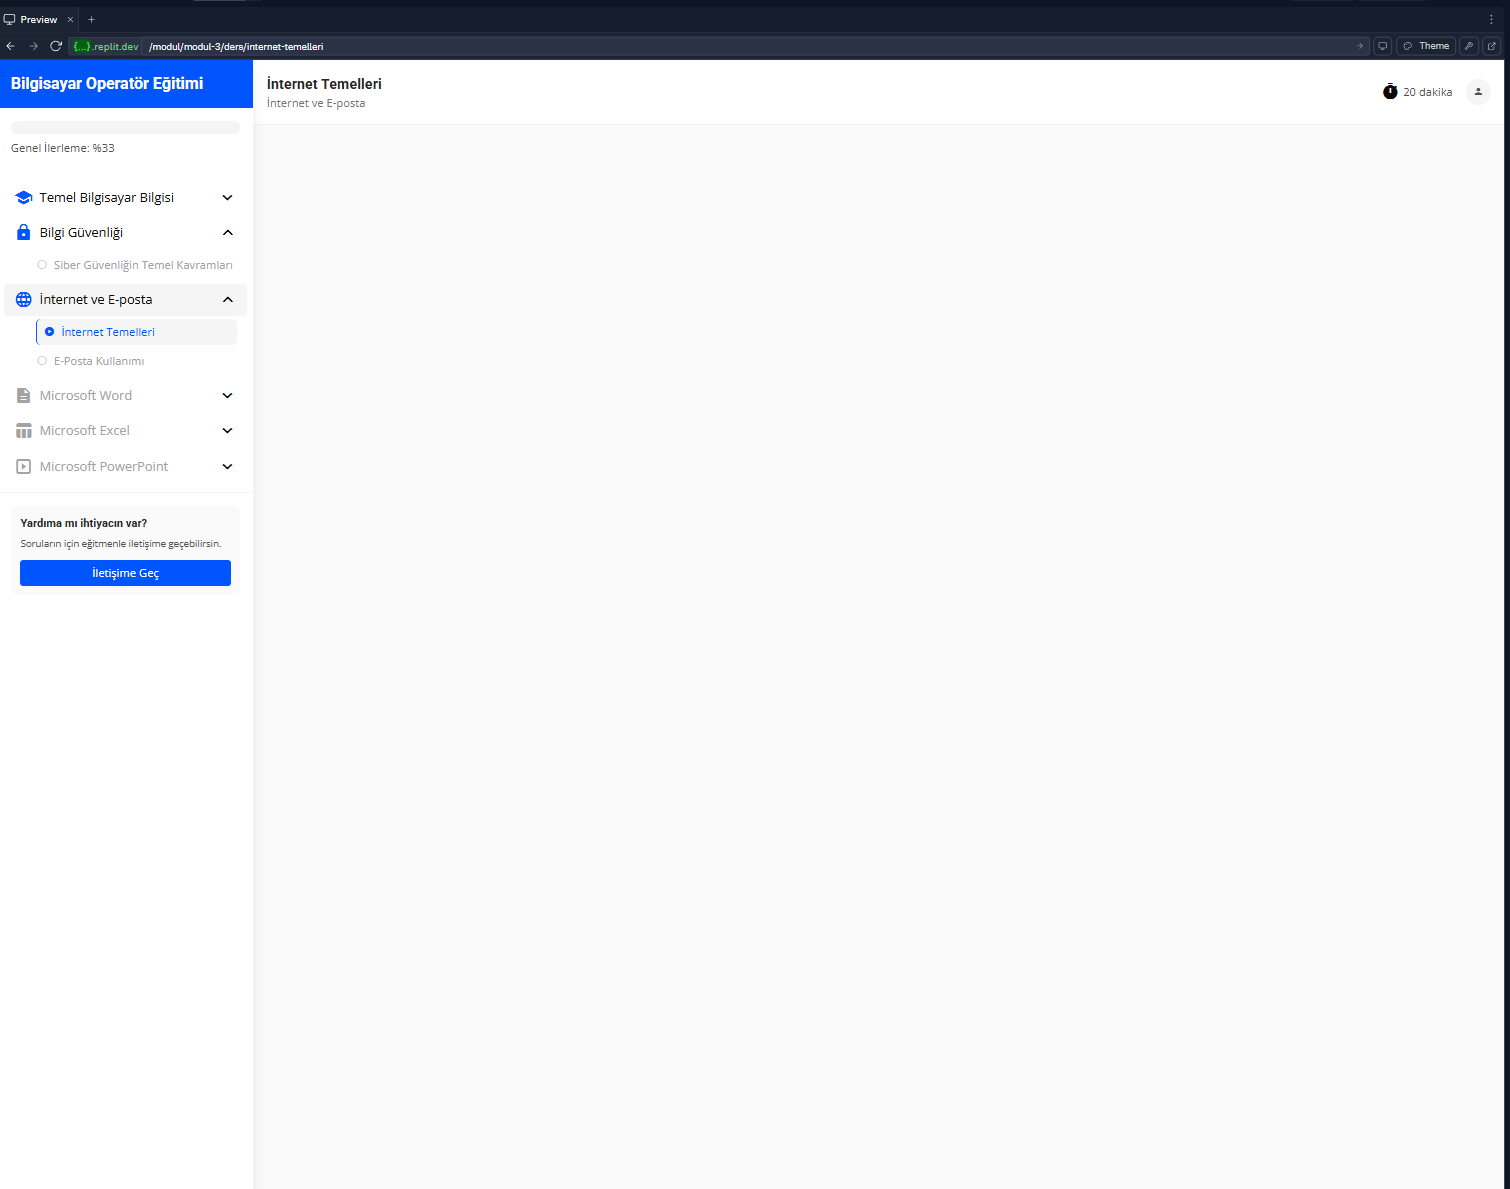 Preview
{...}.replit.dev /modul/modul-3/ders/internet-temelleri
Theme
Bilgisayar Operatör Eğitimi
İnternet Temelleri
İnternet ve E-posta
20 dakika
Genel İlerleme: %33
Temel Bilgisayar Bilgisi
Bilgi Güvenliği
Siber Güvenliğin Temel Kavramları
İnternet ve E-posta
İnternet Temelleri
E-Posta Kullanımı
Microsoft Word
Microsoft Excel
Microsoft PowerPoint
Yardıma mı ihtiyacın var?
Soruların için eğitmenle iletişime geçebilirsin.
İletişime Geç